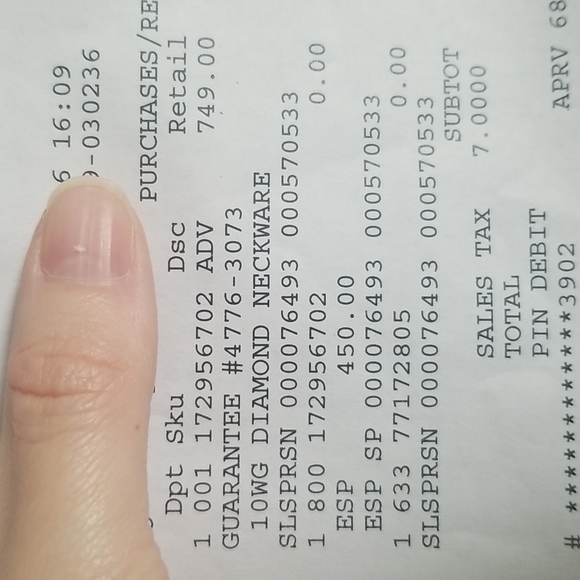 6 16:09
9-030236
PURCHASES/RE
Dpt Sku Dsc Retail
1 001 172956702 ADV 749.00
GUARANTEE #4776-3073
10WG DIAMOND NECKWARE
SLSPRSN 000076493 000570533
1 800 172956702 0.00
ESP 450.00
ESP SP 000076493 000570533
1 633 77172805 0.00
SLSPRSN 000076493 000570533
SUBTOT
SALES TAX 7.0000
TOTAL
PIN DEBIT
# ************3902 APRV 68